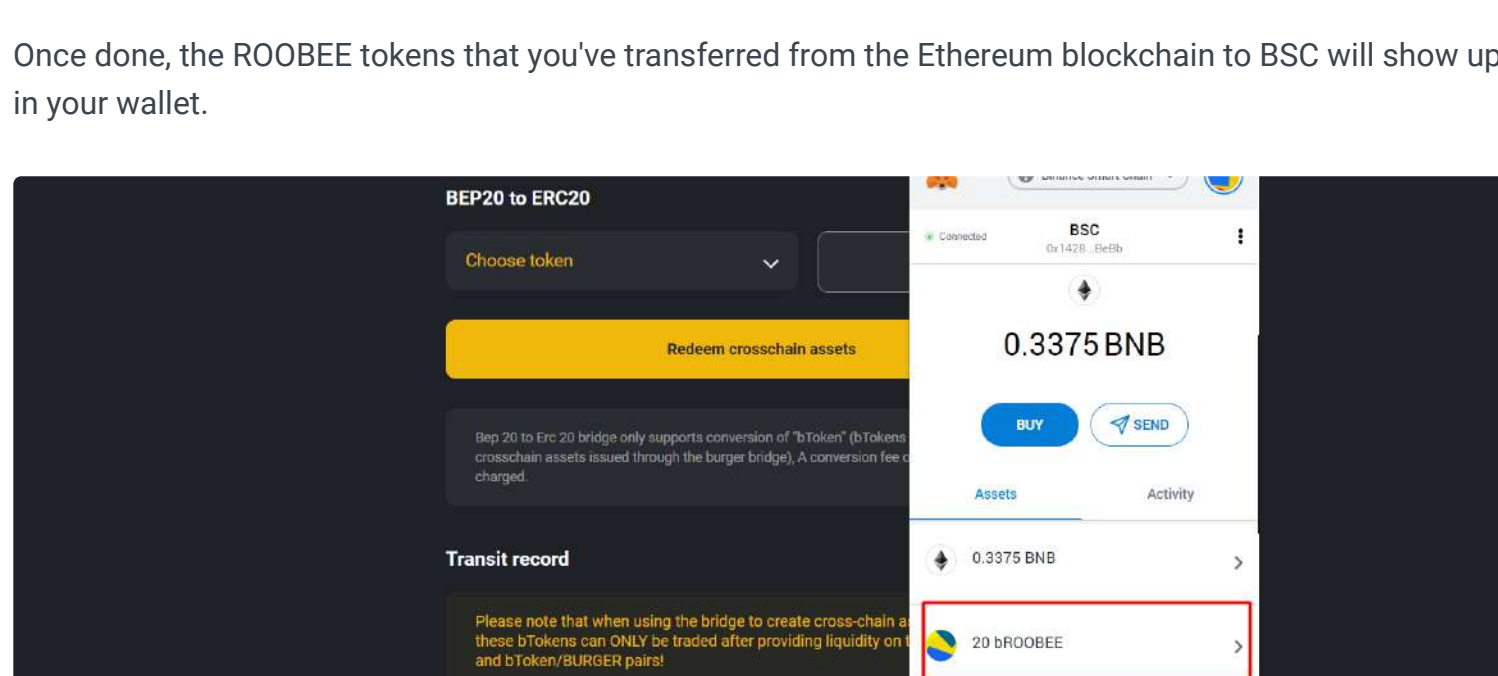 Once done, the ROOBEE tokens that you've transferred from the Ethereum blockchain to BSC will show up
in your wallet.
BEP20 to ERC20
Choose token
Redeem crosschain assets
Bep 20 to Erc 20 bridge only supports conversion of "bToken" (bTokens
crosschain assets issued through the burger bridge), A conversion fee
charged.
Transit record
Please note that when using the bridge to create cross-chain
these bTokens can ONLY be traded after providing liquidity on
and bToken/BURGER pairs!
Binance Smart Chain
Connected
BSC
0x1428...BeBb
0.3375 BNB
BUY
SEND
Assets
Activity
0.3375 BNB
20 bROOBEE